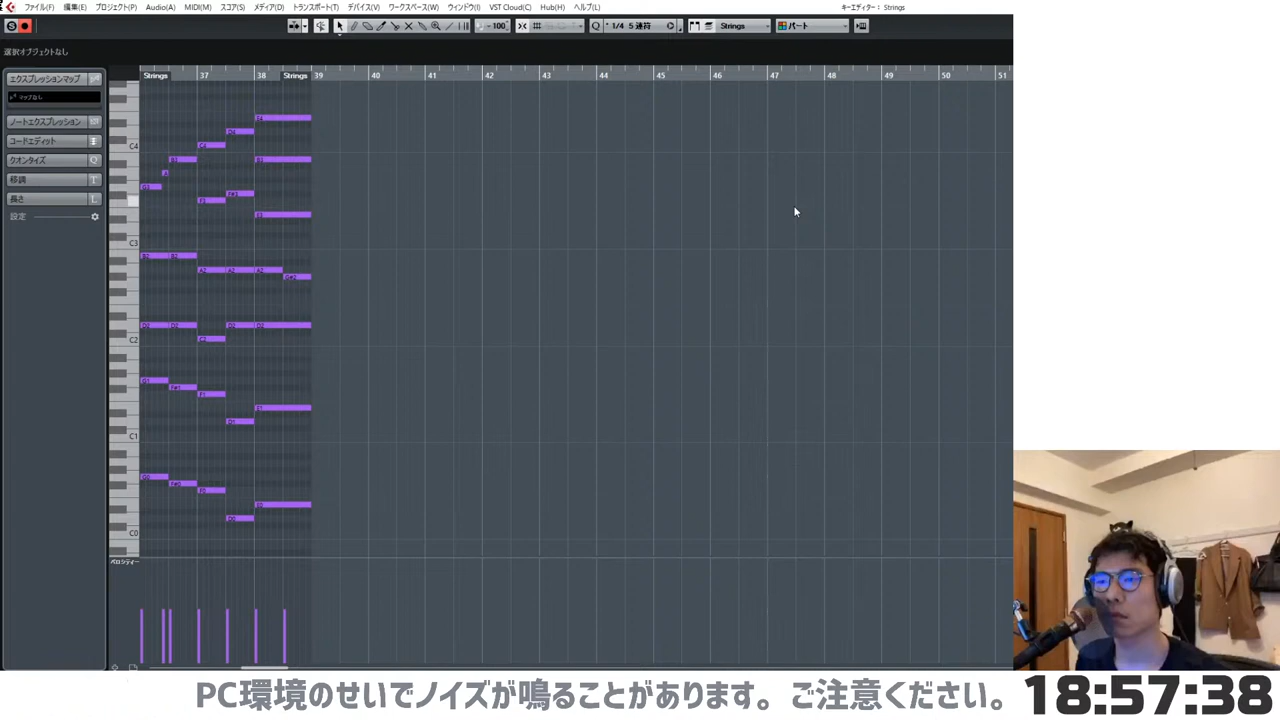 ファイル(F) 編集(E) プロジェクト(P) Audio(A) MIDI(M) スコア(S) メディア(D) トランスポート(T) デバイス(V) ワークスペース(W) ウィンドウ(I) VST Cloud(C) Hub(H) ヘルプ(L)
キーエディター : Strings
100 Q 1/4 5 連符 Strings パート
選択オブジェクトなし
エクスプレッションマップ
マップなし
ノートエクスプレッション
コードエディット
クオンタイズ Q
移調 T
長さ L
設定
Strings 37 38 Strings 39 40 41 42 43 44 45 46 47 48 49 50 51
C4
C3
C2
C1
C0
ベロシティー
PC環境のせいでノイズが鳴ることがあります。ご注意ください。
18:57:38